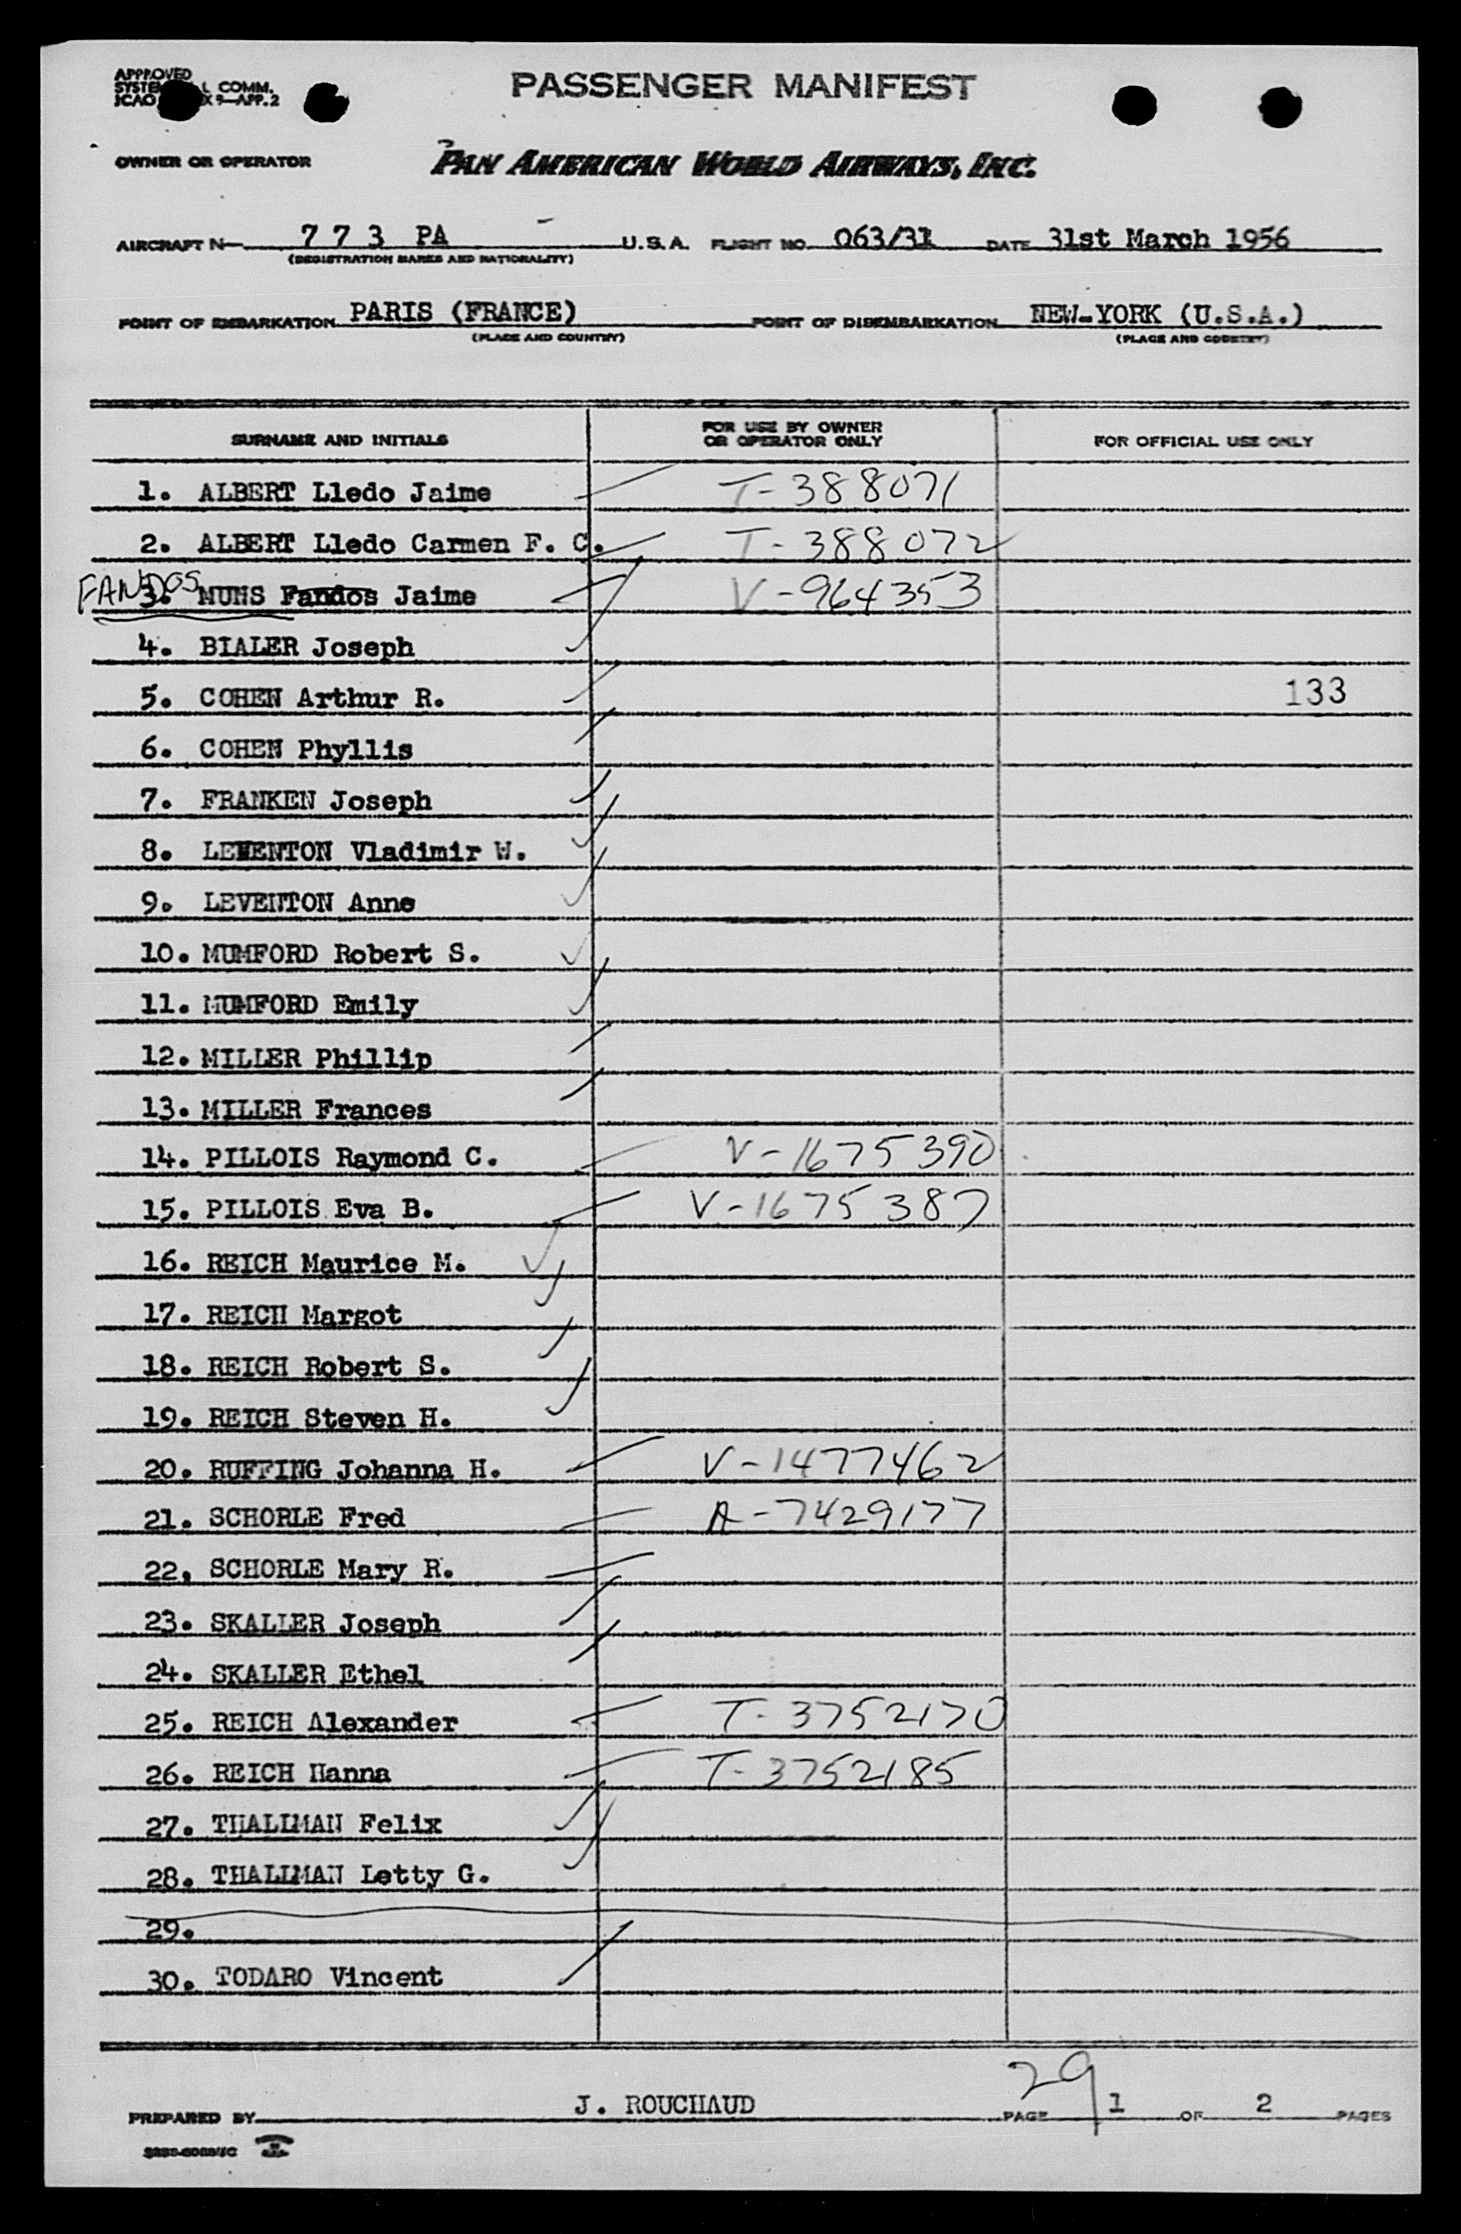 APPROVED
SYSTE L COMM.
ICAO X 9—APP. 2
PASSENGER MANIFEST
OWNER OR OPERATOR PAN AMERICAN WORLD AIRWAYS, INC.
AIRCRAFT N— 7 7 3 PA U.S.A. FLIGHT NO. 063/31 DATE 31st March 1956
(REGISTRATION MARKS AND NATIONALITY)
POINT OF EMBARKATION PARIS (FRANCE) POINT OF DISEMBARKATION NEW-YORK (U.S.A.)
(PLACE AND COUNTRY) (PLACE AND COUNTRY)
SURNAME AND INITIALS FOR USE BY OWNER OR OPERATOR ONLY FOR OFFICIAL USE ONLY
1. ALBERT Lledo Jaime T-388071
2. ALBERT Lledo Carmen F. C. T-388072
FANDOS 3. MUNS Fandos Jaime V-964353
4. BIALER Joseph
5. COHEN Arthur R. 133
6. COHEN Phyllis
7. FRANKEN Joseph
8. LEVENTON Vladimir W.
9. LEVENTON Anne
10. MUMFORD Robert S.
11. MUMFORD Emily
12. MILLER Phillip
13. MILLER Frances
14. PILLOIS Raymond C. V-1675390
15. PILLOIS Eva B. V-1675387
16. REICH Maurice M.
17. REICH Margot
18. REICH Robert S.
19. REICH Steven H.
20. RUFFING Johanna H. V-1477462
21. SCHORLE Fred A-7429177
22, SCHORLE Mary R.
23. SKALLER Joseph
24. SKALLER Ethel
25. REICH Alexander T-3752170
26. REICH Hanna T-3752185
27. THALLMAN Felix
28. THALLMAN Letty G.
29.
30. TODARO Vincent
29
PREPARED BY J. ROUCHAUD PAGE 1 OF 2 PAGES